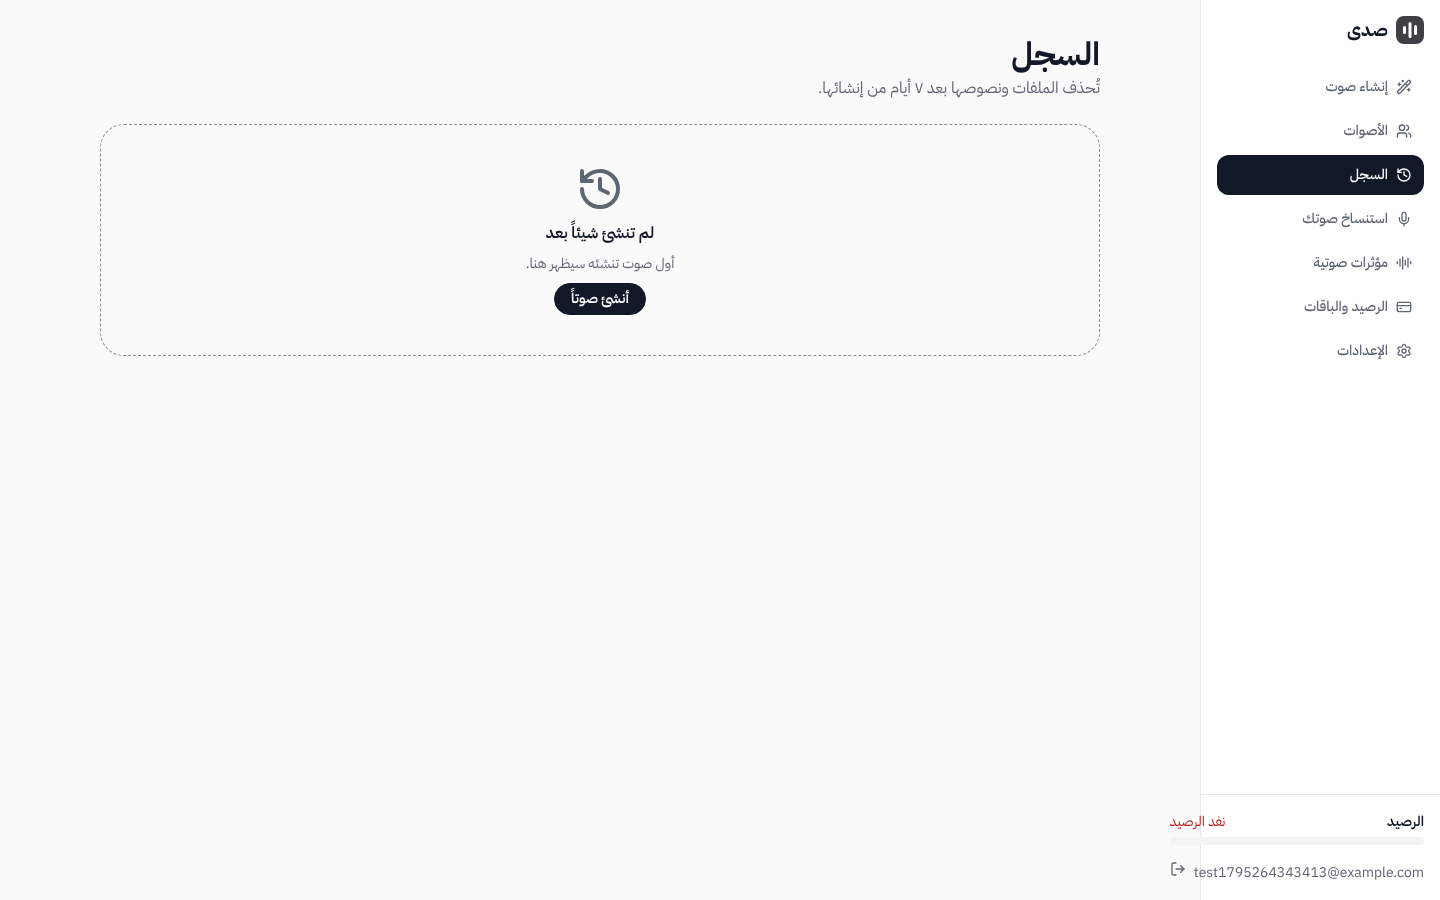 صدى
إنشاء صوت
الأصوات
السجل
استنساخ صوتك
مؤثرات صوتية
الرصيد والباقات
الإعدادات
الرصيد
نفد الرصيد
test1795264343413@example.com
السجل
تُحذف الملفات ونصوصها بعد ٧ أيام من إنشائها.
لم تنشئ شيئاً بعد
أول صوت تنشئه سيظهر هنا.
أنشئ صوتاً